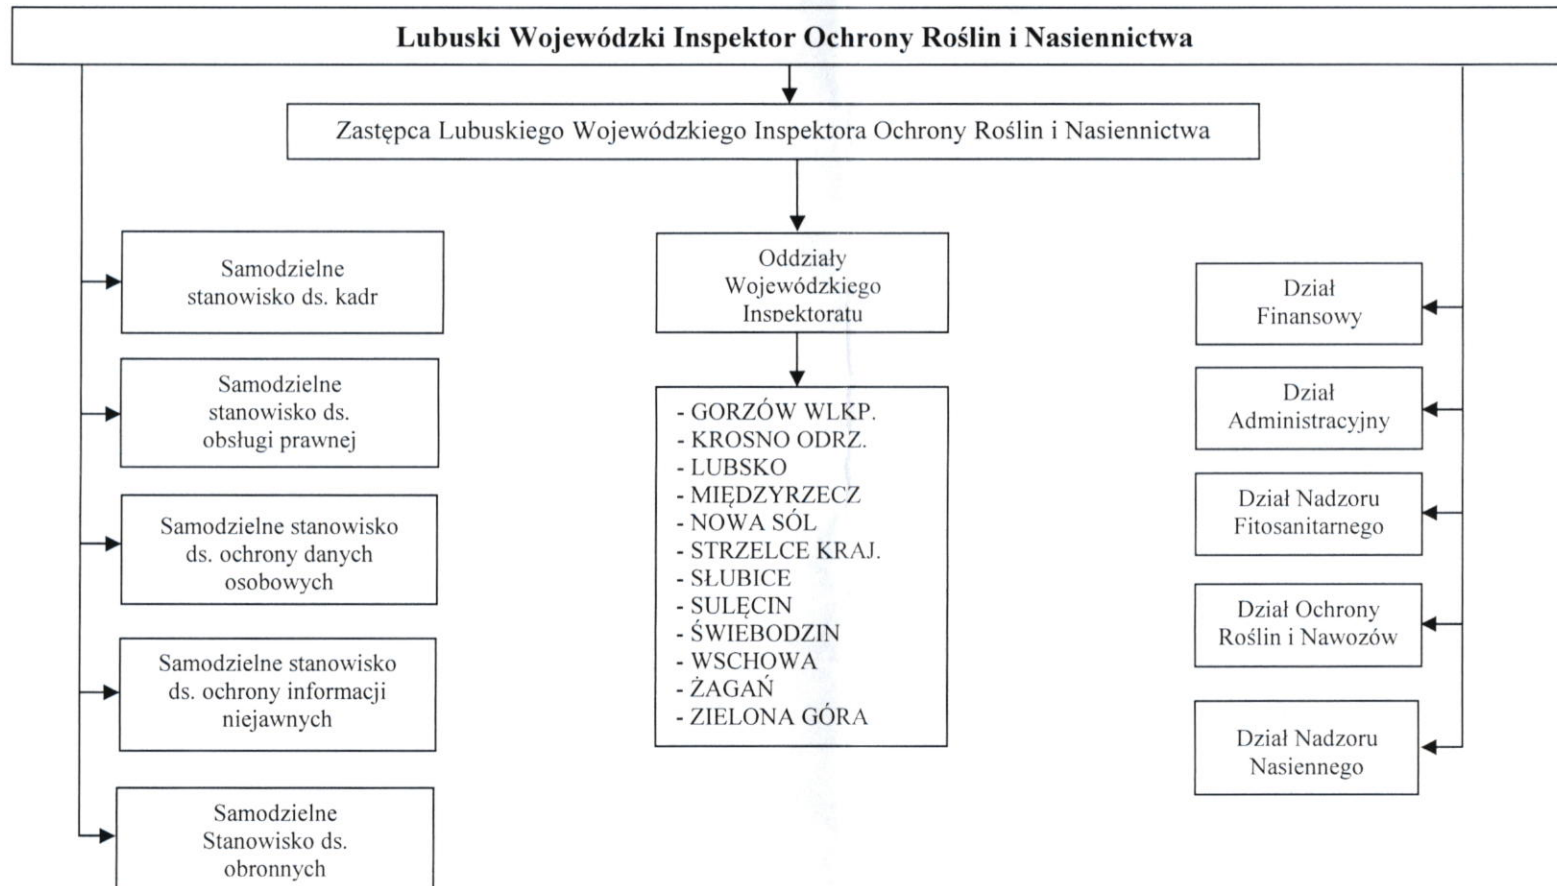 Lubuski Wojewódzki Inspektor Ochrony Roślin i Nasiennictwa
Zastępca Lubuskiego Wojewódzkiego Inspektora Ochrony Roślin i Nasiennictwa
Samodzielne
stanowisko ds. kadr
Samodzielne
stanowisko ds.
obsługi prawnej
Samodzielne stanowisko
ds. ochrony danych
osobowych
Samodzielne stanowisko
ds. ochrony informacji
niejawnych
Samodzielne
Stanowisko ds.
obronnych
Oddziały
Wojewódzkiego
Inspektoratu
- GORZÓW WLKP.
- KROSNO ODRZ.
- LUBSKO
- MIĘDZYRZECZ
- NOWA SÓL
- STRZELCE KRAJ.
- SŁUBICE
- SULĘCIN
- ŚWIEBODZIN
- WSCHOWA
- ŻAGAŃ
- ZIELONA GÓRA
Dział
Finansowy
Dział
Administracyjny
Dział Nadzoru
Fitosanitarnego
Dział Ochrony
Roślin i Nawozów
Dział Nadzoru
Nasiennego